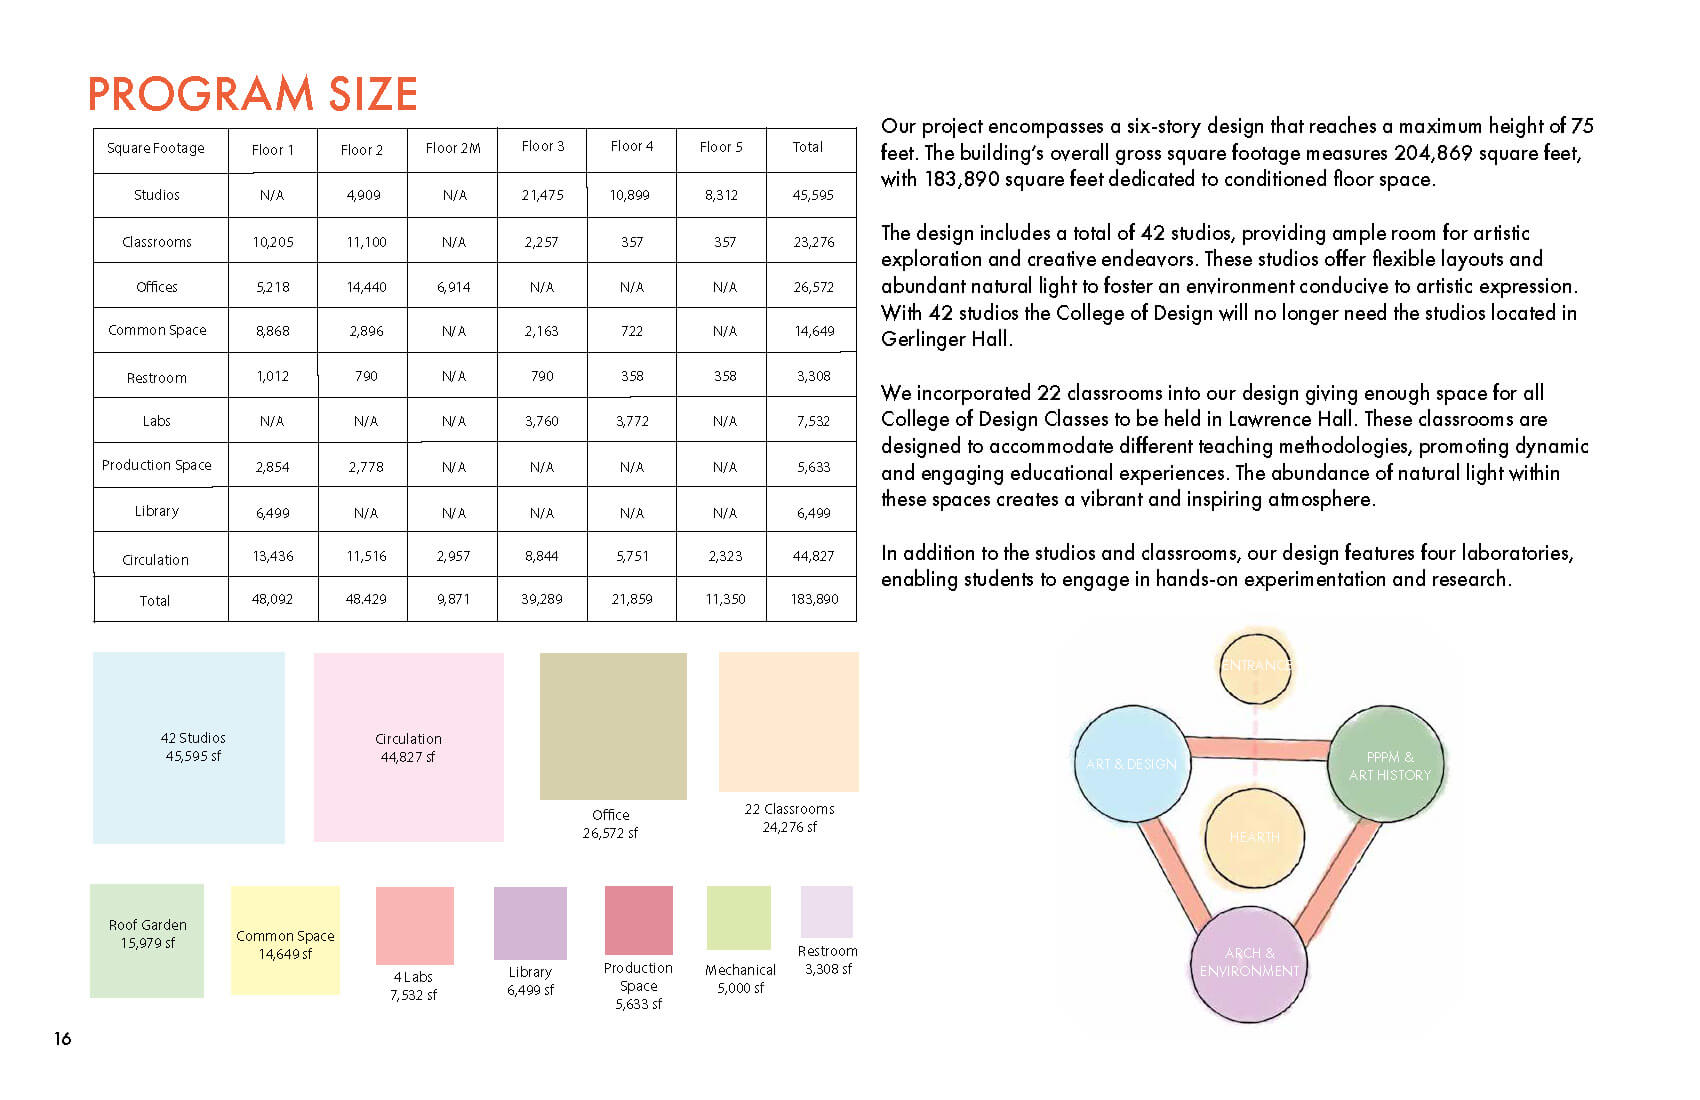 PROGRAM SIZE
Square Footage Floor 1 Floor 2 Floor 2M Floor 3 Floor 4 Floor 5 Total
Studios N/A 4,909 N/A 21,475 10,899 8,312 45,595
Classrooms 10,205 11,100 N/A 2,257 357 357 23,276
Offices 5,218 14,440 6,914 N/A N/A N/A 26,572
Common Space 8,868 2,896 N/A 2,163 722 N/A 14,649
Restroom 1,012 790 N/A 790 358 358 3,308
Labs N/A N/A N/A 3,760 3,772 N/A 7,532
Production Space 2,854 2,778 N/A N/A N/A N/A 5,633
Library 6,499 N/A N/A N/A N/A N/A 6,499
Circulation 13,436 11,516 2,957 8,844 5,751 2,323 44,827
Total 48,092 48.429 9,871 39,289 21,859 11,350 183,890
42 Studios
45,595 sf
Circulation
44,827 sf
Office
26,572 sf
22 Classrooms
24,276 sf
Roof Garden
15,979 sf
Common Space
14,649 sf
4 Labs
7,532 sf
Library
6,499 sf
Production
Space
5,633 sf
Mechanical
5,000 sf
Restroom
3,308 sf
Our project encompasses a six-story design that reaches a maximum height of 75
feet. The building's overall gross square footage measures 204,869 square feet,
with 183,890 square feet dedicated to conditioned floor space.
The design includes a total of 42 studios, providing ample room for artistic
exploration and creative endeavors. These studios offer flexible layouts and
abundant natural light to foster an environment conducive to artistic expression.
With 42 studios the College of Design will no longer need the studios located in
Gerlinger Hall.
We incorporated 22 classrooms into our design giving enough space for all
College of Design Classes to be held in Lawrence Hall. These classrooms are
designed to accommodate different teaching methodologies, promoting dynamic
and engaging educational experiences. The abundance of natural light within
these spaces creates a vibrant and inspiring atmosphere.
In addition to the studios and classrooms, our design features four laboratories,
enabling students to engage in hands-on experimentation and research.
ENTRANCE
ART & DESIGN
PPPM &
ART HISTORY
HEARTH
ARCH &
ENVIRONMENT
16